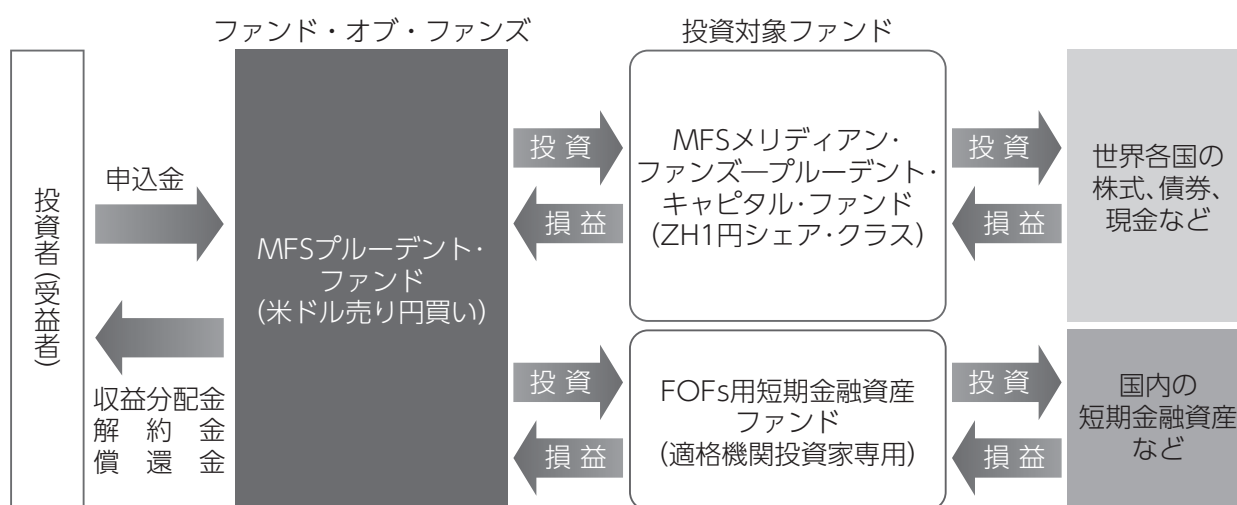 ファンド・オブ・ファンズ
投資対象ファンド
投資者(受益者)
申込金
収益分配金
解約金
償還金
MFSプルーデント・
ファンド
(米ドル売り円買い)
投資
損益
MFSメリディアン・
ファンズ―プルーデント・
キャピタル・ファンド
(ZH1円シェア・クラス)
投資
損益
世界各国の
株式、債券、
現金など
投資
損益
FOFs用短期金融資産
ファンド
(適格機関投資家専用)
投資
損益
国内の
短期金融資産
など